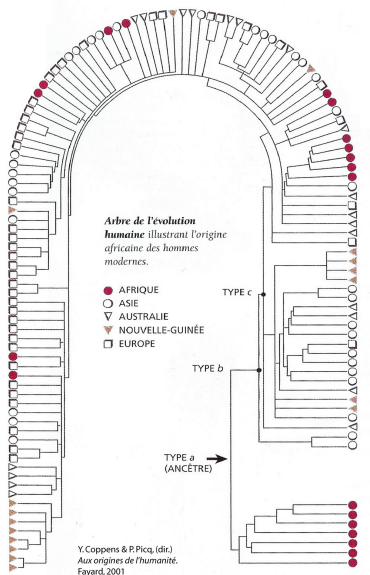 Arbre de l'évolution
humaine illustrant l'origine
africaine des hommes
modernes.
AFRIQUE
ASIE
AUSTRALIE
NOUVELLE-GUINÉE
EUROPE
TYPE c
TYPE b
TYPE a
(ANCÊTRE)
Y. Coppens & P. Picq, (dir.)
Aux origines de l'humanité.
Fayard, 2001